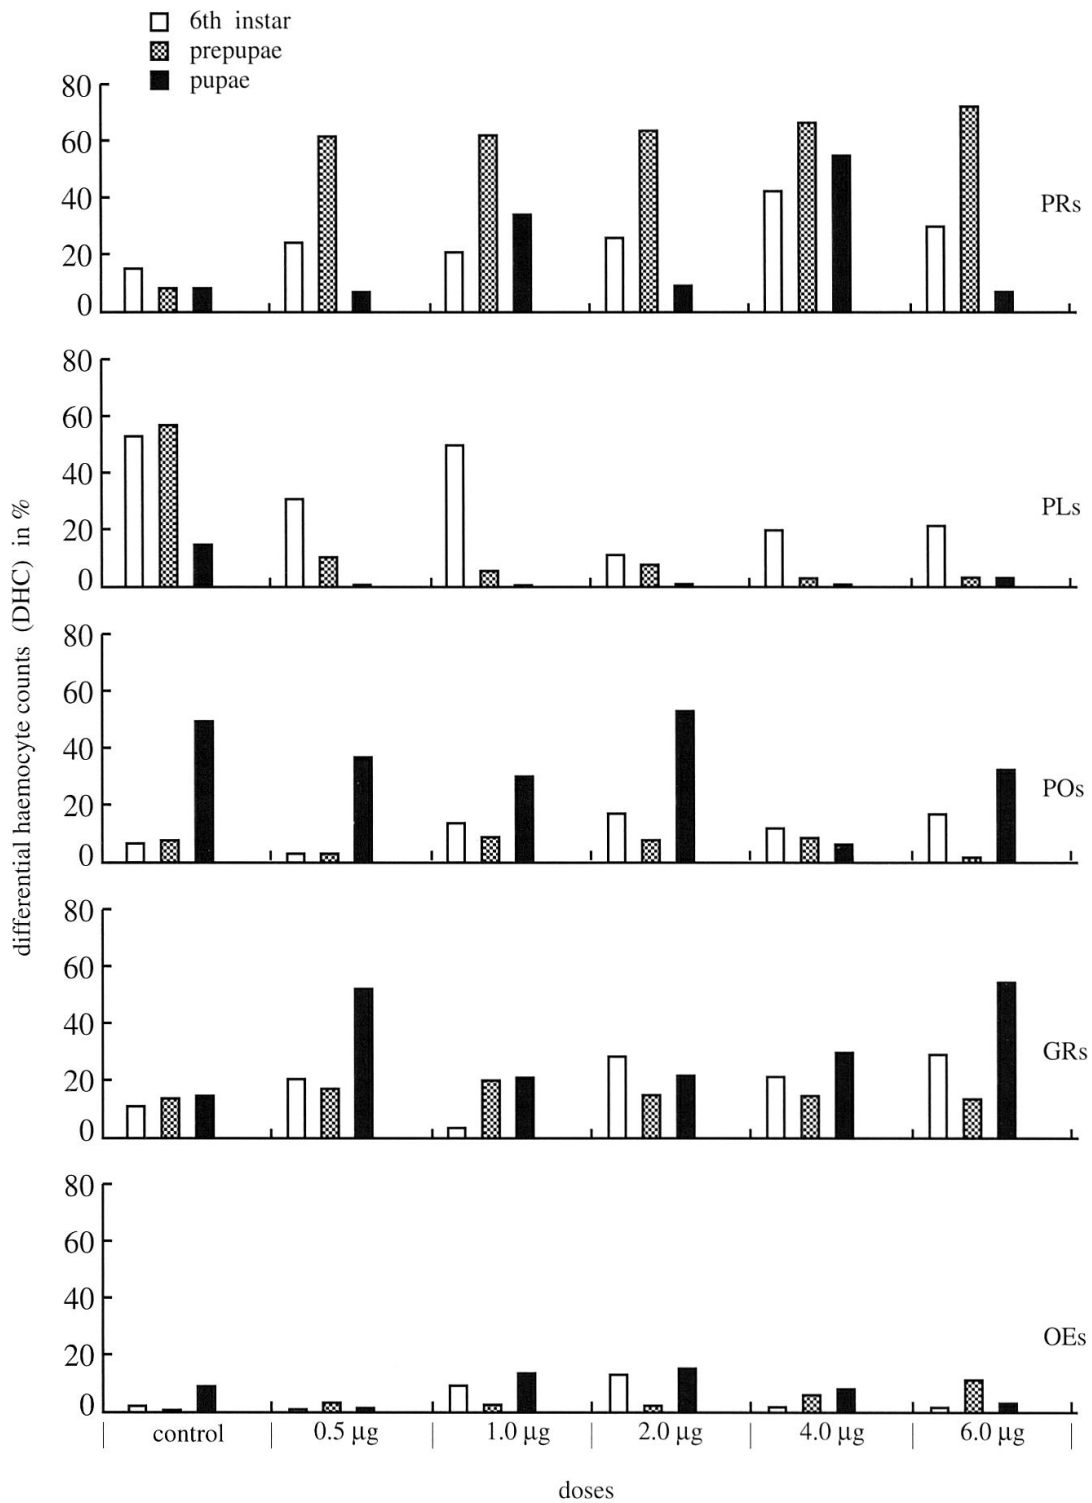 6th instar
prepupae
pupae
80
60
40
20
0
PRs
80
60
40
20
0
PLs
80
60
40
20
0
POs
80
60
40
20
0
GRs
80
60
40
20
0
OEs
differential haemocyte counts (DHC) in %
control 0.5 μg 1.0 μg 2.0 μg 4.0 μg 6.0 μg
doses